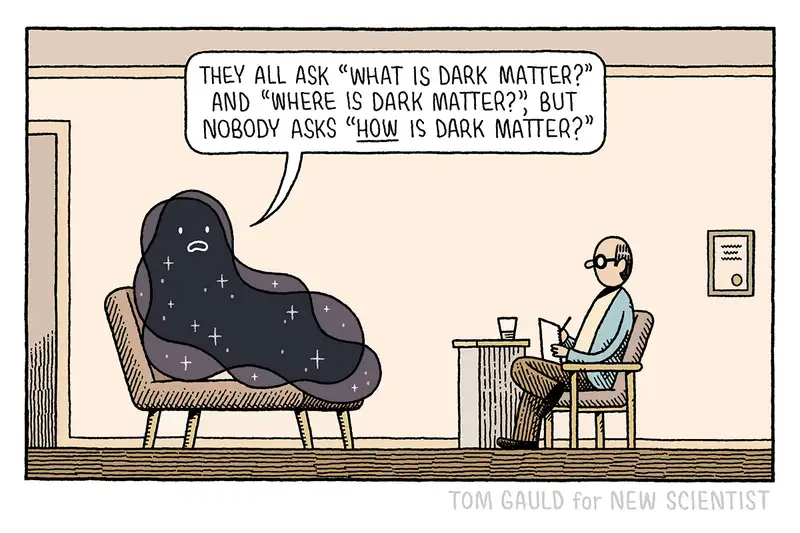 THEY ALL ASK “WHAT IS DARK MATTER?”
AND “WHERE IS DARK MATTER?”, BUT
NOBODY ASKS “HOW IS DARK MATTER?”
TOM GAULD for NEW SCIENTIST